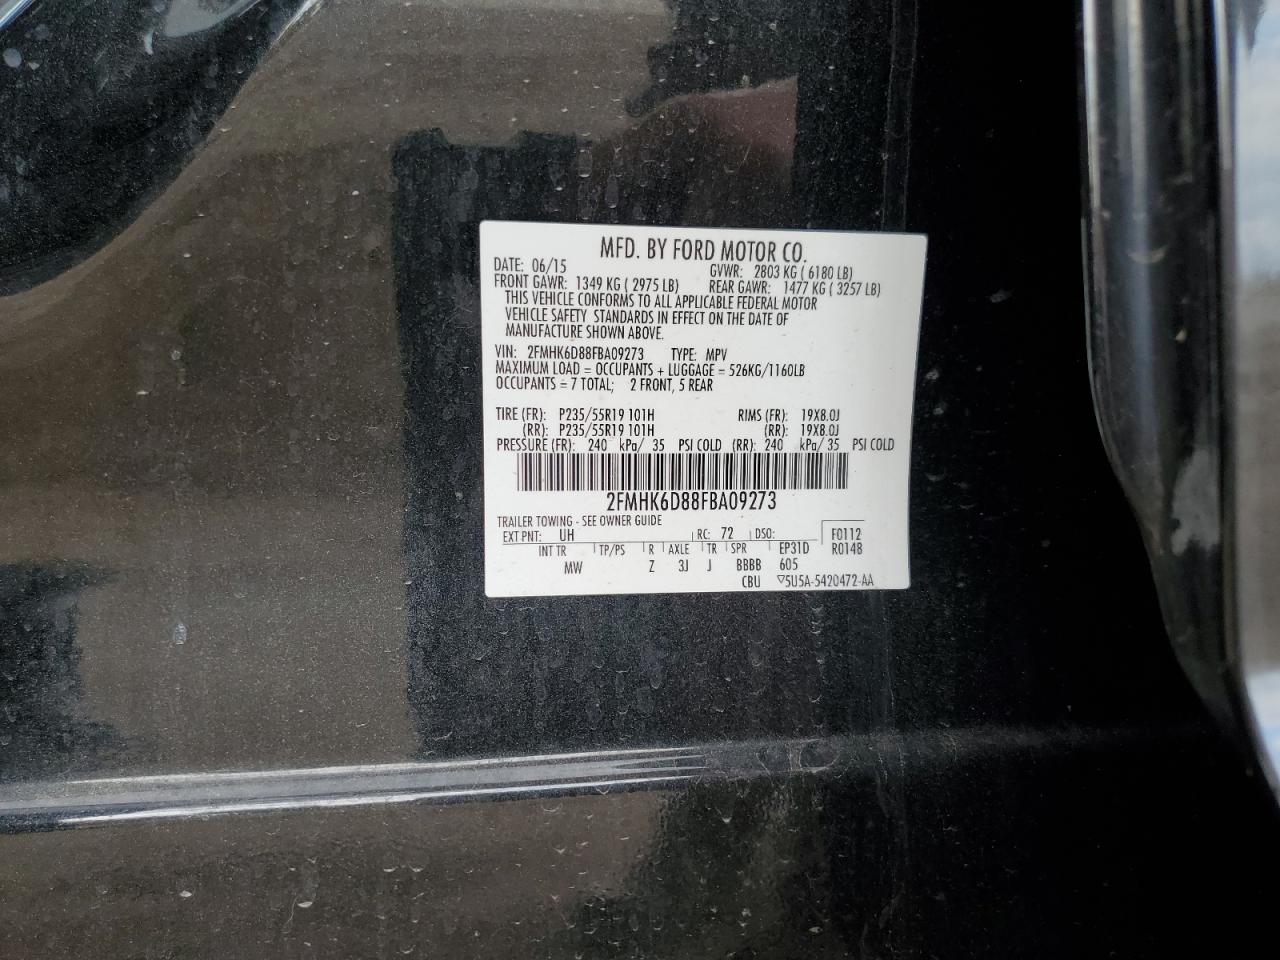 MFD. BY FORD MOTOR CO.
DATE: 06/15 GVWR: 2803 KG ( 6180 LB)
FRONT GAWR: 1349 KG ( 2975 LB) REAR GAWR: 1477 KG ( 3257 LB)
THIS VEHICLE CONFORMS TO ALL APPLICABLE FEDERAL MOTOR
VEHICLE SAFETY STANDARDS IN EFFECT ON THE DATE OF
MANUFACTURE SHOWN ABOVE.
VIN: 2FMHK6D88FBA09273 TYPE: MPV
MAXIMUM LOAD = OCCUPANTS + LUGGAGE = 526KG/1160LB
OCCUPANTS = 7 TOTAL; 2 FRONT, 5 REAR
TIRE (FR): P235/55R19 101H RIMS (FR): 19X8.0J
(RR): P235/55R19 101H (RR): 19X8.0J
PRESSURE (FR): 240 kPa/ 35 PSI COLD (RR): 240 kPa/ 35 PSI COLD
2FMHK6D88FBA09273
TRAILER TOWING - SEE OWNER GUIDE
EXT PNT: UH RC: 72 DSO: F0112
INT TR TP/PS R AXLE TR SPR EP31D R0148
MW Z 3J J BBBB 605
CBU ▽5U5A-5420472-AA